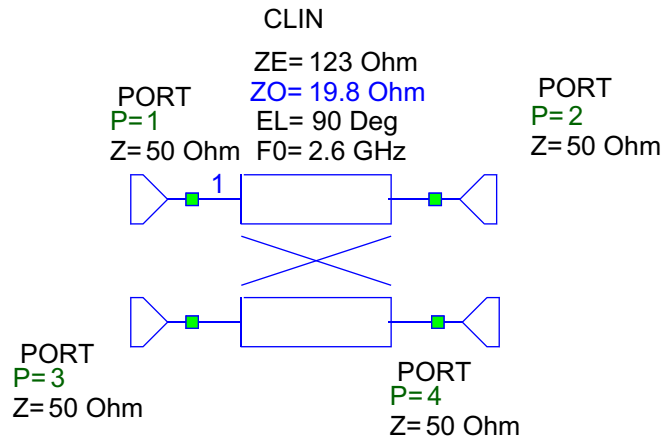 CLIN
ZE= 123 Ohm
ZO= 19.8 Ohm
EL= 90 Deg
F0= 2.6 GHz
PORT
P= 1
Z= 50 Ohm
PORT
P= 2
Z= 50 Ohm
1
PORT
P= 3
Z= 50 Ohm
PORT
P= 4
Z= 50 Ohm